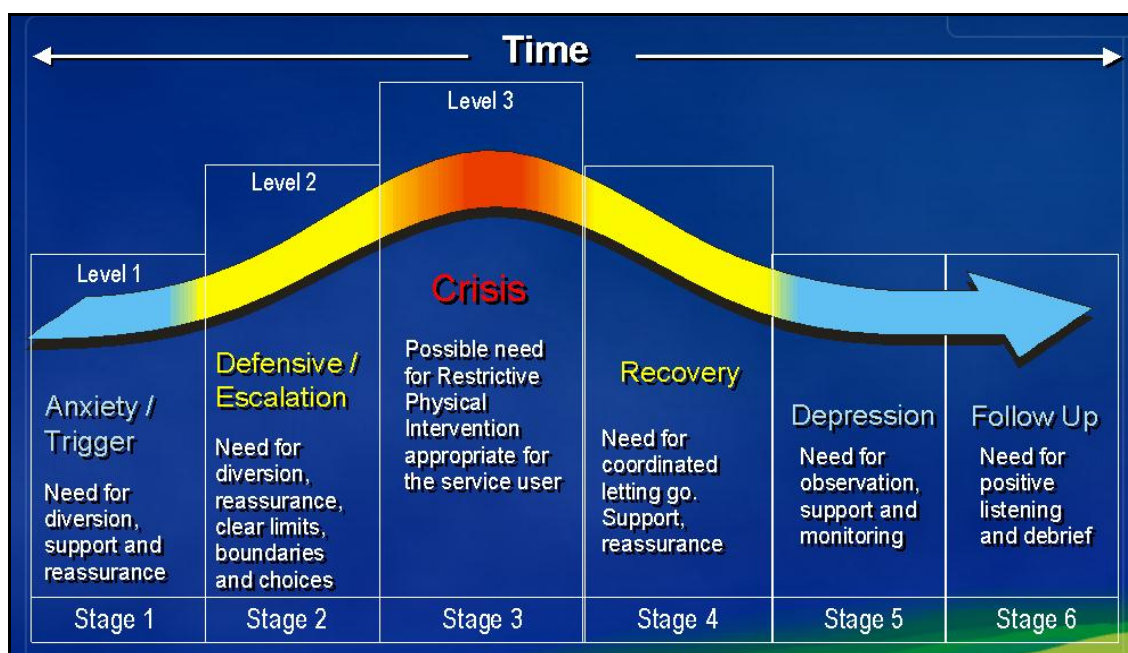 Time
Level 1
Anxiety /
Trigger
Need for
diversion,
support and
reassurance
Stage 1
Level 2
Defensive /
Escalation
Need for
diversion,
reassurance,
clear limits,
boundaries
and choices
Stage 2
Level 3
Crisis
Possible need
for Restrictive
Physical
Intervention
appropriate for
the service user
Stage 3
Recovery
Need for
coordinated
letting go.
Support,
reassurance
Stage 4
Depression
Need for
observation,
support and
monitoring
Stage 5
Follow Up
Need for
positive
listening
and debrief
Stage 6